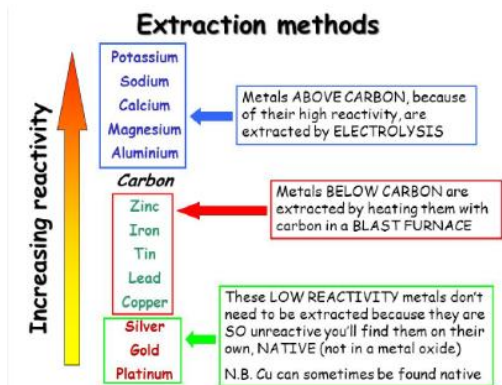 Extraction methods
Increasing reactivity
Potassium
Sodium
Calcium
Magnesium
Aluminium
Carbon
Zinc
Iron
Tin
Lead
Copper
Silver
Gold
Platinum
Metals ABOVE CARBON, because
of their high reactivity, are
extracted by ELECTROLYSIS
Metals BELOW CARBON are
extracted by heating them with
carbon in a BLAST FURNACE
These LOW REACTIVITY metals don't
need to be extracted because they are
SO unreactive you'll find them on their
own, NATIVE (not in a metal oxide)
N.B. Cu can sometimes be found native